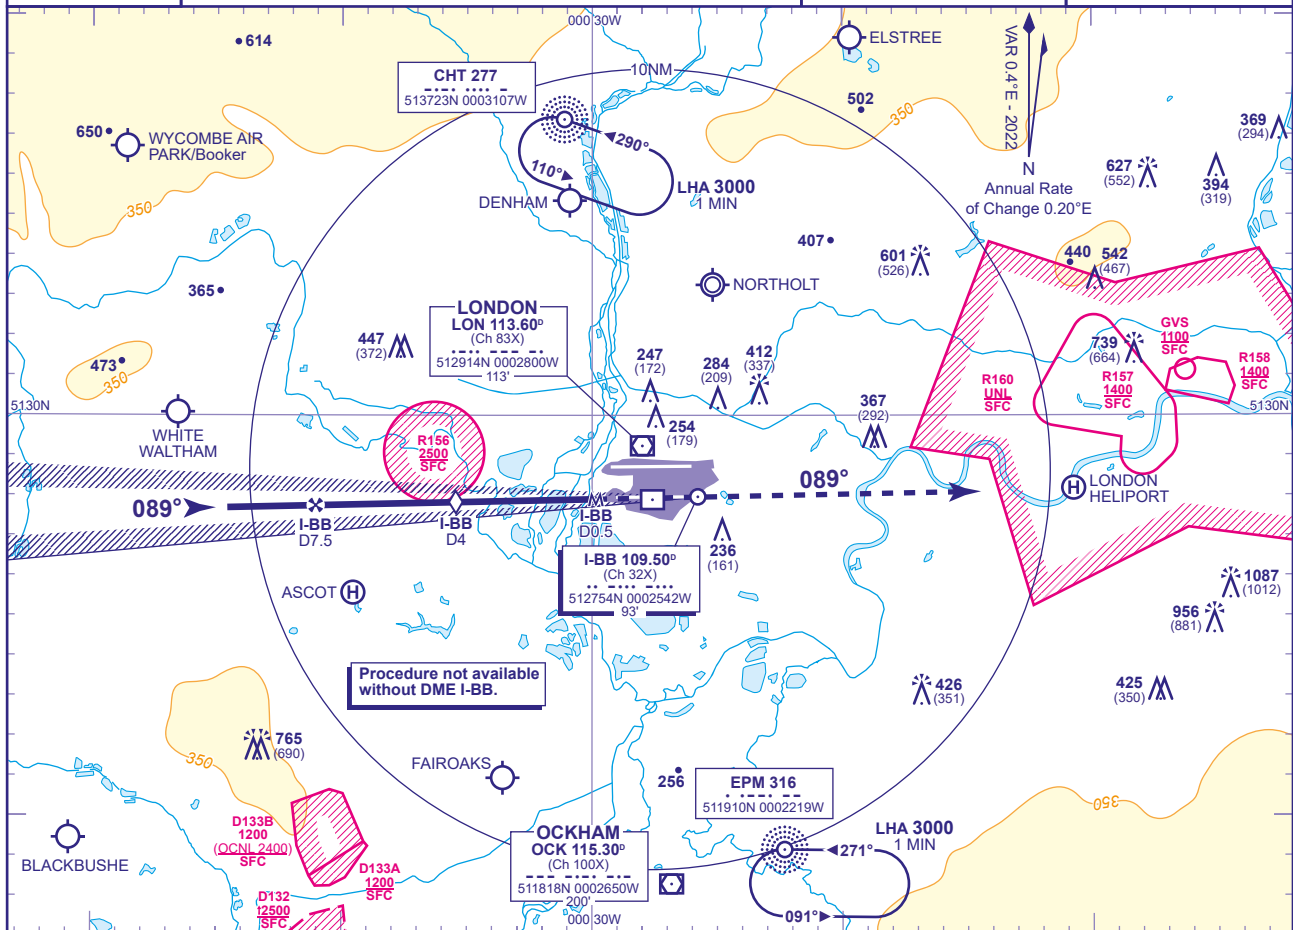 000 30W
614
ELSTREE
VAR 0.4°E - 2022
10NM
CHT 277
513723N 0003107W
502
350
369
(294)
650
WYCOMBE AIR
PARK/Booker
290°
627
(552)
394
(319)
N
Annual Rate
of Change 0.20°E
110°
LHA 3000
1 MIN
DENHAM
350
407
601
(526)
440
542
(467)
NORTHOLT
365
LONDON
LON 113.60ᴰ
(Ch 83X)
512914N 0002800W
113'
447
(372)
GVS
1100
SFC
739
(664)
R158
1400
SFC
247
(172)
284
(209)
412
(337)
473
350
R160
UNL
SFC
R157
1400
SFC
5130N
5130N
367
(292)
WHITE
WALTHAM
254
(179)
R156
2500
SFC
089°
089°
H
LONDON
HELIPORT
I-BB
D7.5
I-BB
D4
I-BB
D0.5
236
(161)
I-BB 109.50ᴰ
(Ch 32X)
512754N 0002542W
93'
ASCOT
H
1087
(1012)
956
(881)
Procedure not available
without DME I-BB.
426
(351)
425
(350)
765
(690)
350
FAIROAKS
256
EPM 316
511910N 0002219W
350
D133B
1200
(OCNL 2400)
SFC
OCKHAM
OCK 115.30ᴰ
(Ch 100X)
511818N 0002650W
200'
LHA 3000
1 MIN
271°
BLACKBUSHE
D133A
1200
SFC
D132
2500
SFC
091°
000 30W